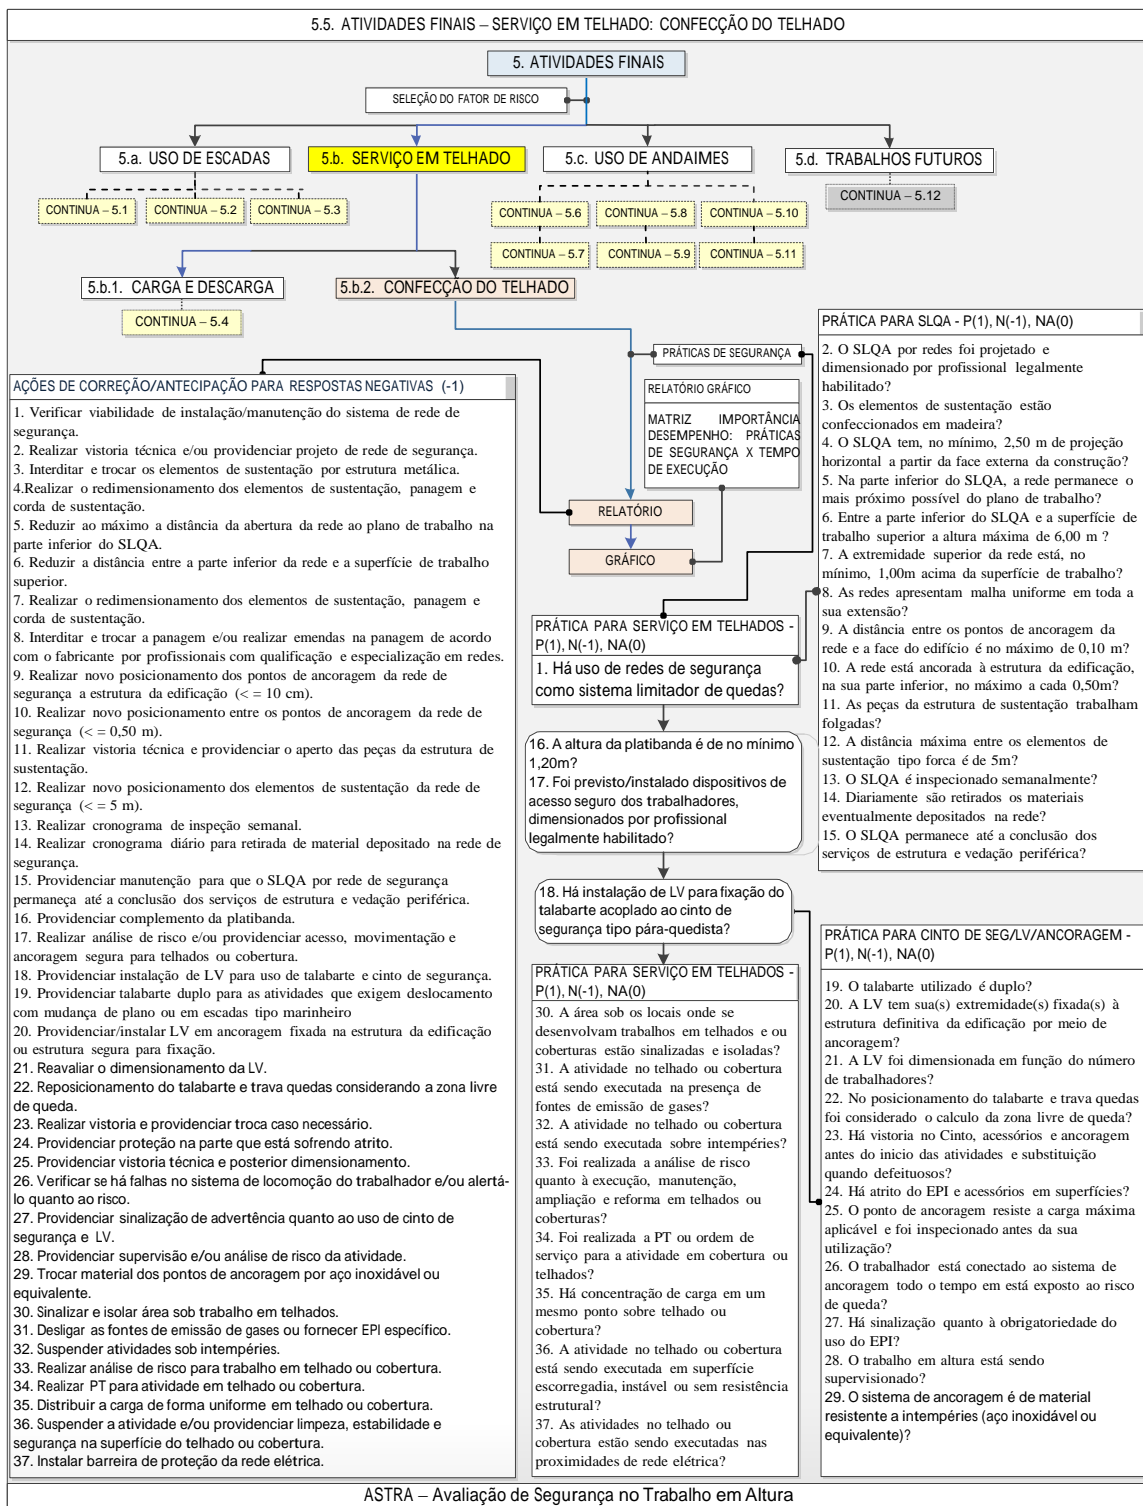 5.5. ATIVIDADES FINAIS – SERVIÇO EM TELHADO: CONFECÇÃO DO TELHADO
5. ATIVIDADES FINAIS
SELEÇÃO DO FATOR DE RISCO
5.a. USO DE ESCADAS
5.b. SERVIÇO EM TELHADO
5.c. USO DE ANDAIMES
5.d. TRABALHOS FUTUROS
CONTINUA – 5.1
CONTINUA – 5.2
CONTINUA – 5.3
CONTINUA – 5.6
CONTINUA – 5.8
CONTINUA – 5.10
CONTINUA – 5.12
CONTINUA – 5.7
CONTINUA – 5.9
CONTINUA – 5.11
5.b.1. CARGA E DESCARGA
5.b.2. CONFECÇÃO DO TELHADO
CONTINUA – 5.4
PRÁTICAS DE SEGURANÇA
RELATÓRIO GRÁFICO
MATRIZ IMPORTÂNCIA
DESEMPENHO: PRÁTICAS
DE SEGURANÇA X TEMPO
DE EXECUÇÃO
RELATÓRIO
GRÁFICO
AÇÕES DE CORREÇÃO/ANTECIPAÇÃO PARA RESPOSTAS NEGATIVAS (-1)
1. Verificar viabilidade de instalação/manutenção do sistema de rede de
segurança.
2. Realizar vistoria técnica e/ou providenciar projeto de rede de segurança.
3. Interditar e trocar os elementos de sustentação por estrutura metálica.
4.Realizar o redimensionamento dos elementos de sustentação, panagem e
corda de sustentação.
5. Reduzir ao máximo a distância da abertura da rede ao plano de trabalho na
parte inferior do SLQA.
6. Reduzir a distância entre a parte inferior da rede e a superfície de trabalho
superior.
7. Realizar o redimensionamento dos elementos de sustentação, panagem e
corda de sustentação.
8. Interditar e trocar a panagem e/ou realizar emendas na panagem de acordo
com o fabricante por profissionais com qualificação e especialização em redes.
9. Realizar novo posicionamento dos pontos de ancoragem da rede de
segurança a estrutura da edificação (< = 10 cm).
10. Realizar novo posicionamento entre os pontos de ancoragem da rede de
segurança (< = 0,50 m).
11. Realizar vistoria técnica e providenciar o aperto das peças da estrutura de
sustentação.
12. Realizar novo posicionamento dos elementos de sustentação da rede de
segurança (< = 5 m).
13. Realizar cronograma de inspeção semanal.
14. Realizar cronograma diário para retirada de material depositado na rede de
segurança.
15. Providenciar manutenção para que o SLQA por rede de segurança
permaneça até a conclusão dos serviços de estrutura e vedação periférica.
16. Providenciar complemento da platibanda.
17. Realizar análise de risco e/ou providenciar acesso, movimentação e
ancoragem segura para telhados ou cobertura.
18. Providenciar instalação de LV para uso de talabarte e cinto de segurança.
19. Providenciar talabarte duplo para as atividades que exigem deslocamento
com mudança de plano ou em escadas tipo marinheiro
20. Providenciar/instalar LV em ancoragem fixada na estrutura da edificação
ou estrutura segura para fixação.
21. Reavaliar o dimensionamento da LV.
22. Reposicionamento do talabarte e trava quedas considerando a zona livre
de queda.
23. Realizar vistoria e providenciar troca caso necessário.
24. Providenciar proteção na parte que está sofrendo atrito.
25. Providenciar vistoria técnica e posterior dimensionamento.
26. Verificar se há falhas no sistema de locomoção do trabalhador e/ou alertá-
lo quanto ao risco.
27. Providenciar sinalização de advertência quanto ao uso de cinto de
segurança e LV.
28. Providenciar supervisão e/ou análise de risco da atividade.
29. Trocar material dos pontos de ancoragem por aço inoxidável ou
equivalente.
30. Sinalizar e isolar área sob trabalho em telhados.
31. Desligar as fontes de emissão de gases ou fornecer EPI específico.
32. Suspender atividades sob intempéries.
33. Realizar análise de risco para trabalho em telhado ou cobertura.
34. Realizar PT para atividade em telhado ou cobertura.
35. Distribuir a carga de forma uniforme em telhado ou cobertura.
36. Suspender a atividade e/ou providenciar limpeza, estabilidade e
segurança na superfície do telhado ou cobertura.
37. Instalar barreira de proteção da rede elétrica.
PRÁTICA PARA SERVIÇO EM TELHADOS -
P(1), N(-1), NA(0)
1. Há uso de redes de segurança
como sistema limitador de quedas?
16. A altura da platibanda é de no mínimo
1,20m?
17. Foi previsto/instalado dispositivos de
acesso seguro dos trabalhadores,
dimensionados por profissional
legalmente habilitado?
18. Há instalação de LV para fixação do
talabarte acoplado ao cinto de
segurança tipo pára-quedista?
PRÁTICA PARA SERVIÇO EM TELHADOS -
P(1), N(-1), NA(0)
30. A área sob os locais onde se
desenvolvam trabalhos em telhados e ou
coberturas estão sinalizadas e isoladas?
31. A atividade no telhado ou cobertura
está sendo executada na presença de
fontes de emissão de gases?
32. A atividade no telhado ou cobertura
está sendo executada sobre intempéries?
33. Foi realizada a análise de risco
quanto à execução, manutenção,
ampliação e reforma em telhados ou
coberturas?
34. Foi realizada a PT ou ordem de
serviço para a atividade em cobertura ou
telhados?
35. Há concentração de carga em um
mesmo ponto sobre telhado ou
cobertura?
36. A atividade no telhado ou cobertura
está sendo executada em superfície
escorregadia, instável ou sem resistência
estrutural?
37. As atividades no telhado ou
cobertura estão sendo executadas nas
proximidades de rede elétrica?
PRÁTICA PARA SLQA - P(1), N(-1), NA(0)
2. O SLQA por redes foi projetado e
dimensionado por profissional legalmente
habilitado?
3. Os elementos de sustentação estão
confeccionados em madeira?
4. O SLQA tem, no mínimo, 2,50 m de projeção
horizontal a partir da face externa da construção?
5. Na parte inferior do SLQA, a rede permanece o
mais próximo possível do plano de trabalho?
6. Entre a parte inferior do SLQA e a superfície de
trabalho superior a altura máxima de 6,00 m ?
7. A extremidade superior da rede está, no
mínimo, 1,00m acima da superfície de trabalho?
8. As redes apresentam malha uniforme em toda a
sua extensão?
9. A distância entre os pontos de ancoragem da
rede e a face do edifício é no máximo de 0,10 m?
10. A rede está ancorada à estrutura da edificação,
na sua parte inferior, no máximo a cada 0,50m?
11. As peças da estrutura de sustentação trabalham
folgadas?
12. A distância máxima entre os elementos de
sustentação tipo forca é de 5m?
13. O SLQA é inspecionado semanalmente?
14. Diariamente são retirados os materiais
eventualmente depositados na rede?
15. O SLQA permanece até a conclusão dos
serviços de estrutura e vedação periférica?
PRÁTICA PARA CINTO DE SEG/LV/ANCORAGEM -
P(1), N(-1), NA(0)
19. O talabarte utilizado é duplo?
20. A LV tem sua(s) extremidade(s) fixada(s) à
estrutura definitiva da edificação por meio de
ancoragem?
21. A LV foi dimensionada em função do número
de trabalhadores?
22. No posicionamento do talabarte e trava quedas
foi considerado o calculo da zona livre de queda?
23. Há vistoria no Cinto, acessórios e ancoragem
antes do inicio das atividades e substituição
quando defeituosos?
24. Há atrito do EPI e acessórios em superfícies?
25. O ponto de ancoragem resiste a carga máxima
aplicável e foi inspecionado antes da sua
utilização?
26. O trabalhador está conectado ao sistema de
ancoragem todo o tempo em está exposto ao risco
de queda?
27. Há sinalização quanto à obrigatoriedade do
uso do EPI?
28. O trabalho em altura está sendo
supervisionado?
29. O sistema de ancoragem é de material
resistente a intempéries (aço inoxidável ou
equivalente)?
ASTRA – Avaliação de Segurança no Trabalho em Altura